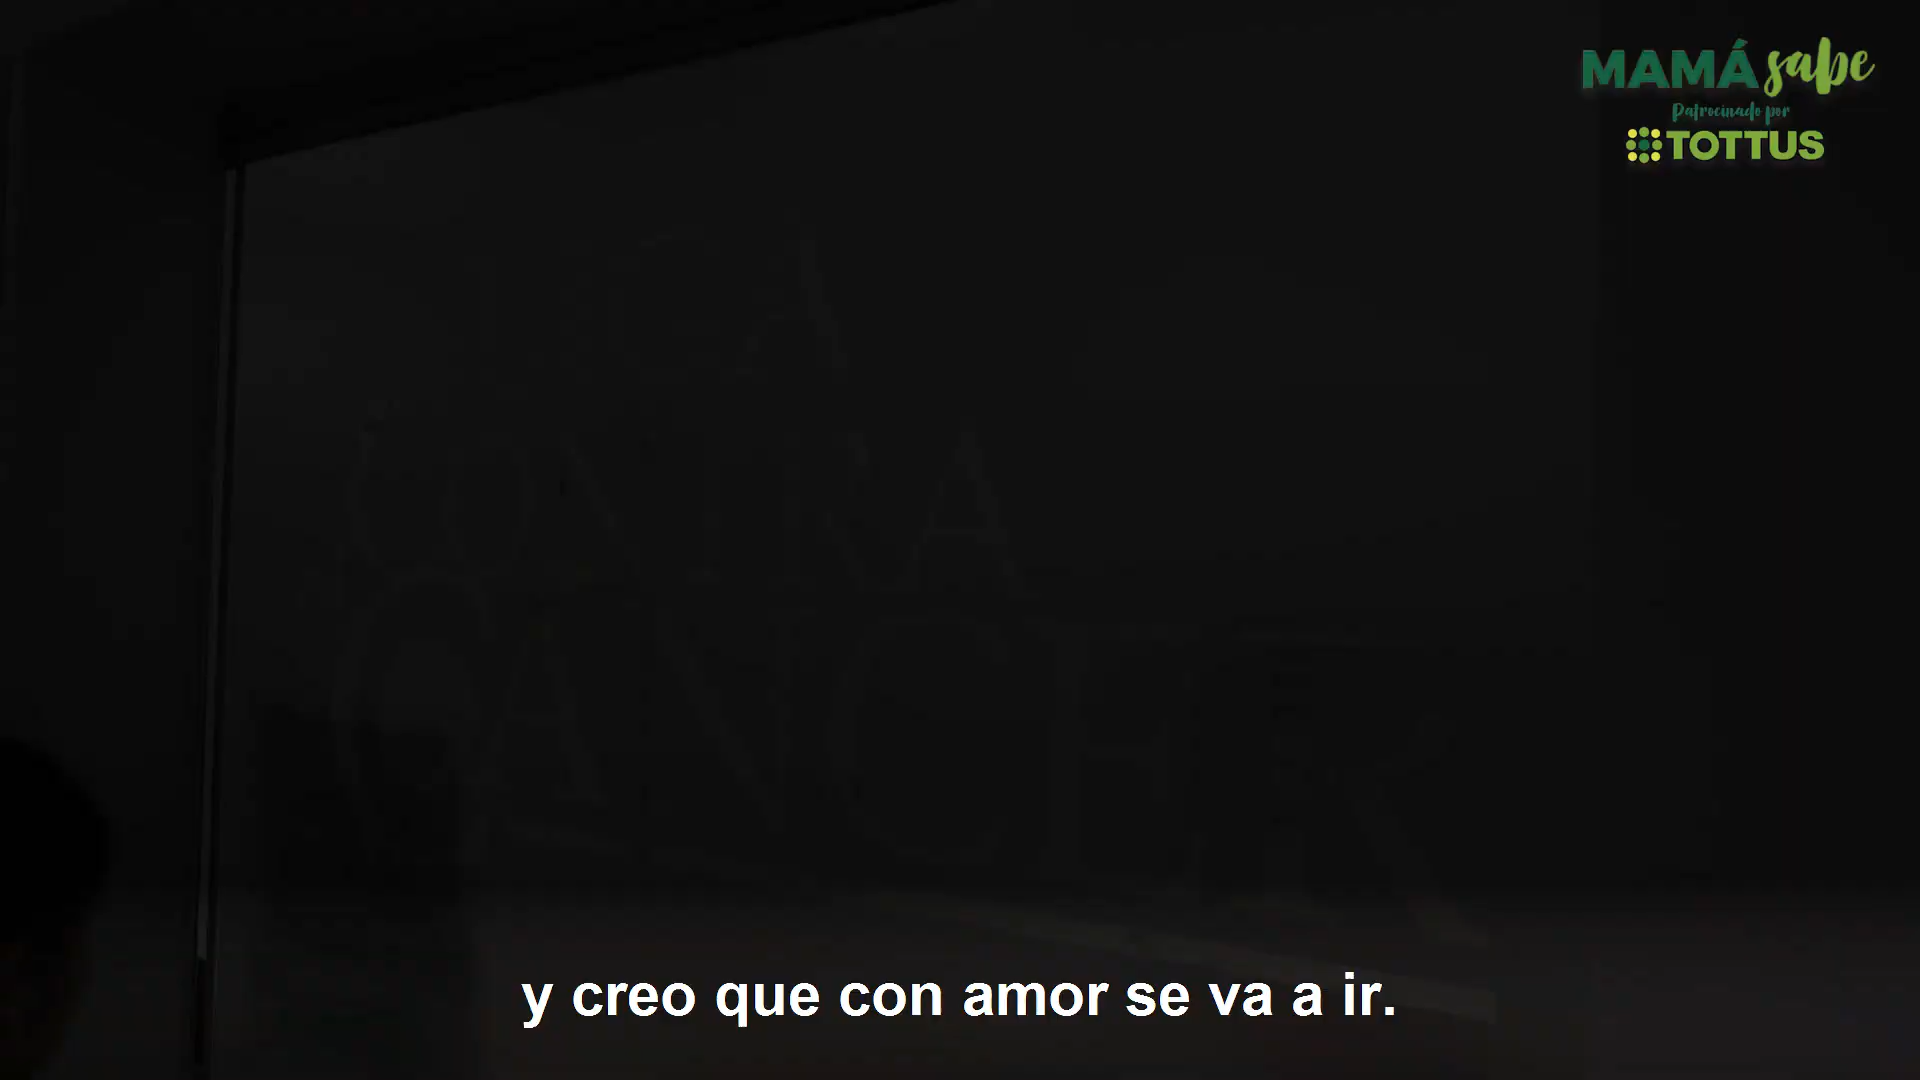 MAMÁ sabe
Patrocinado por
TOTTUS
y creo que con amor se va a ir.